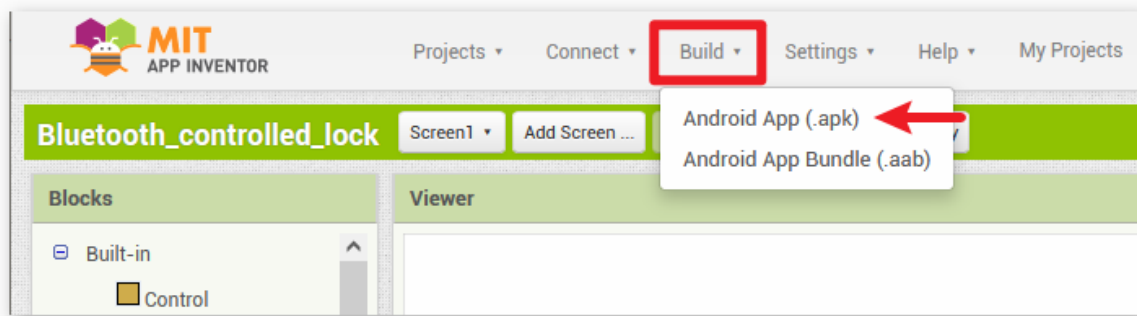 MIT
APP INVENTOR
Projects Connect Build Settings Help My Projects
Android App (.apk)
Android App Bundle (.aab)
Bluetooth_controlled_lock Screen1 Add Screen ...
Blocks Viewer
Built-in
Control